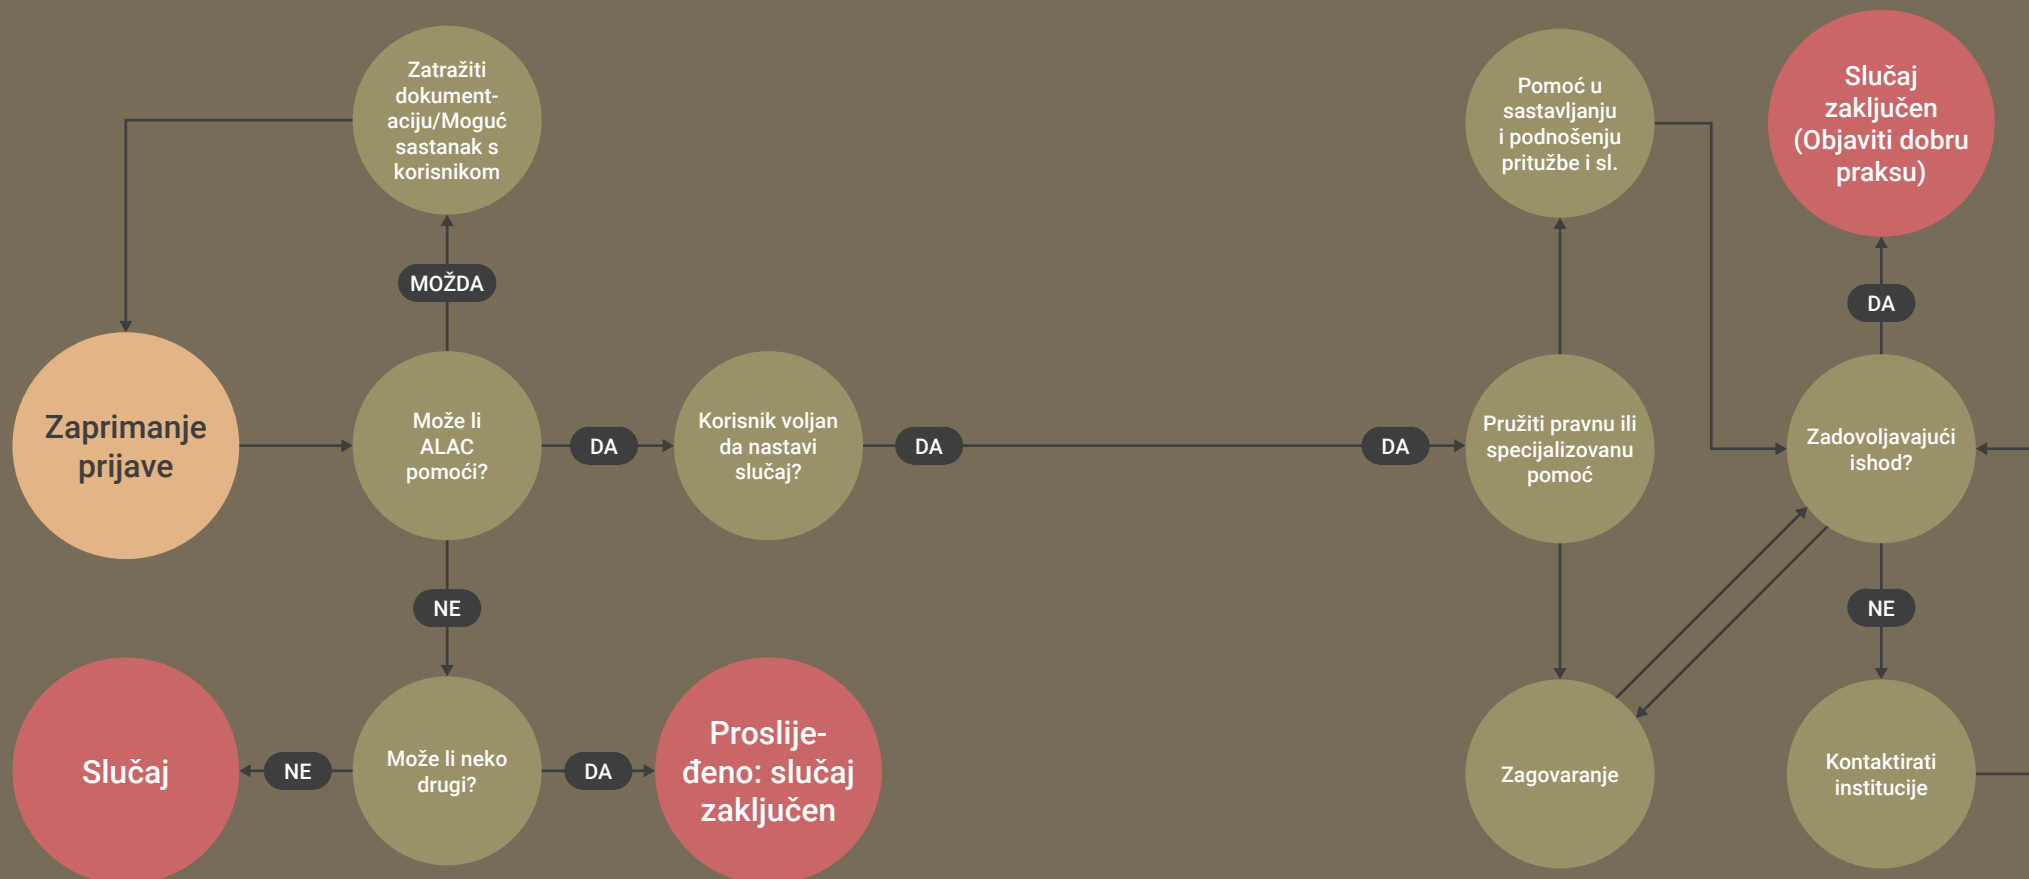 Zatražiti
dokument-
aciju/Moguć
sastanak s
korisnikom
MOŽDA
Zaprimanje
prijave
Može li
ALAC
pomoći?
DA
Korisnik voljan
da nastavi
slučaj?
DA
NE
Slučaj
NE
Može li neko
drugi?
DA
Proslije-
đeno: slučaj
zaključen
Pomoć u
sastavljanju
i podnošenju
pritužbe i sl.
Slučaj
zaključen
(Objaviti dobru
praksu)
DA
DA
Pružiti pravnu ili
specijalizovanu
pomoć
Zadovoljavajući
ishod?
NE
Zagovaranje
Kontaktirati
institucije